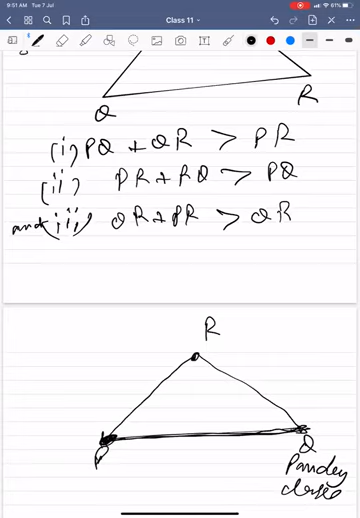 9:51 AM Tue 7 Jul
Class 11
Q
R
(i) PQ + QR > PR
(ii) PR + RQ > PQ
and (iii) QR + PR > QR
R
P
Q
Pandey
classes